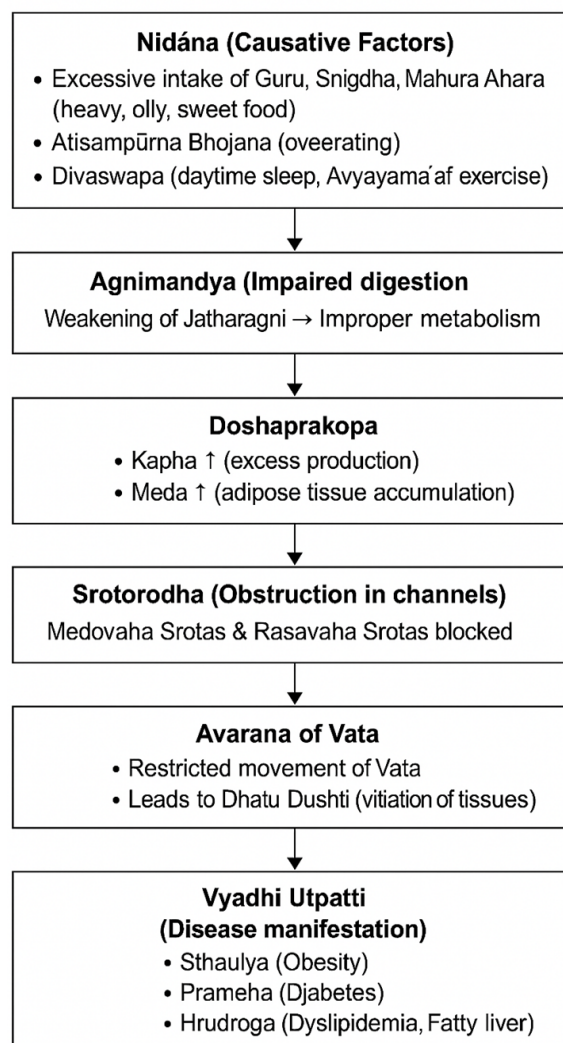 Nidána (Causative Factors)
• Excessive intake of Guru, Snigdha, Mahura Ahara
(heavy, olly, sweet food)
• Atisampūrna Bhojana (oveerating)
• Divaswapa (daytime sleep, Avyayama´af exercise)
Agnimandya (Impaired digestion
Weakening of Jatharagni → Improper metabolism
Doshaprakopa
• Kapha ↑ (excess production)
• Meda ↑ (adipose tissue accumulation)
Srotorodha (Obstruction in channels)
Medovaha Srotas & Rasavaha Srotas blocked
Avarana of Vata
• Restricted movement of Vata
• Leads to Dhatu Dushti (vitiation of tissues)
Vyadhi Utpatti
(Disease manifestation)
• Sthaulya (Obesity)
• Prameha (Djabetes)
• Hrudroga (Dyslipidemia, Fatty liver)